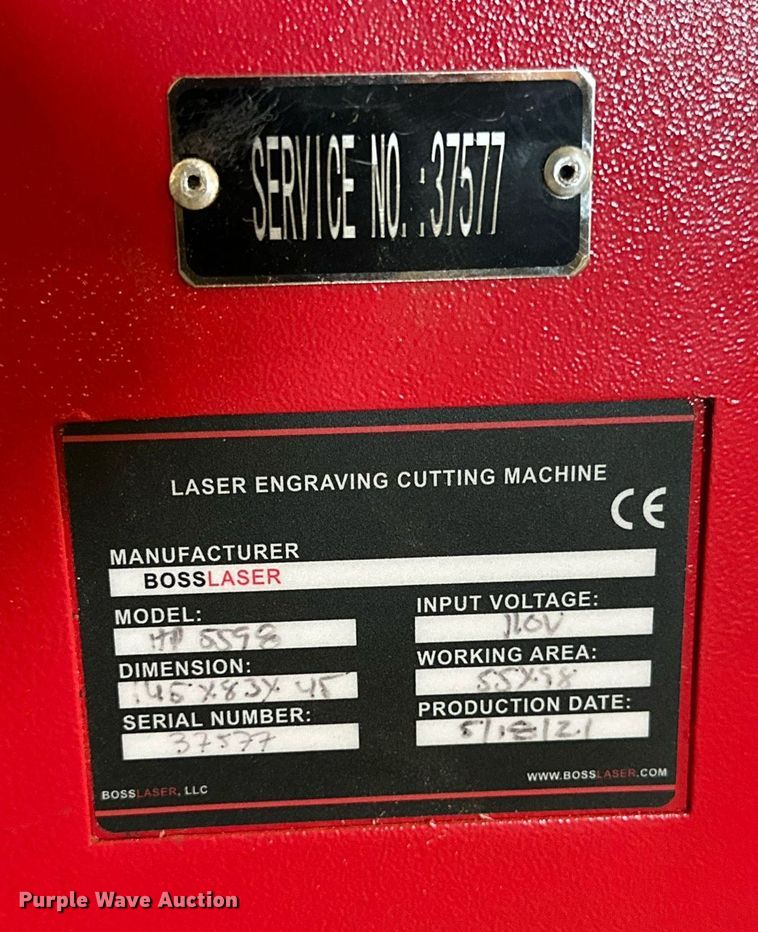 SERVICE NO. :37577
LASER ENGRAVING CUTTING MACHINE
CE
MANUFACTURER
BOSSLASER
MODEL:
HP 5598
INPUT VOLTAGE:
110V
DIMENSION:
WORKING AREA:
55X98
SERIAL NUMBER:
37577
PRODUCTION DATE:
5/18/21
BOSSLASER, LLC
WWW.BOSSLASER.COM
Purple Wave Auction